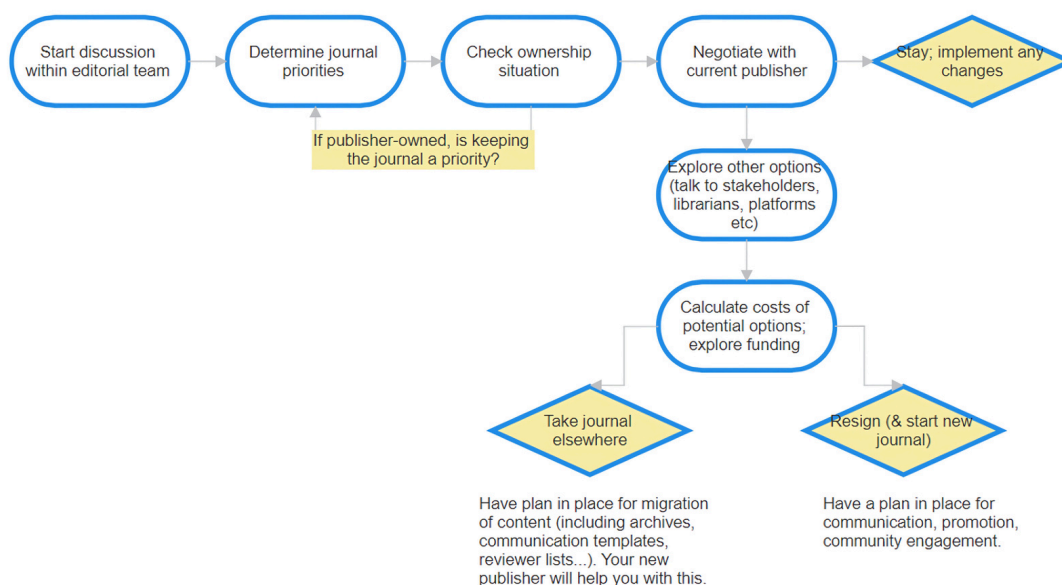 Start discussion
within editorial team
Determine journal
priorities
Check ownership
situation
Negotiate with
current publisher
Stay; implement any
changes
If publisher-owned, is keeping
the journal a priority?
Explore other options
(talk to stakeholders,
librarians, platforms
etc)
Calculate costs of
potential options;
explore funding
Take journal
elsewhere
Resign (& start new
journal)
Have plan in place for migration
of content (including archives,
communication templates,
reviewer lists...). Your new
publisher will help you with this.
Have a plan in place for
communication, promotion,
community engagement.